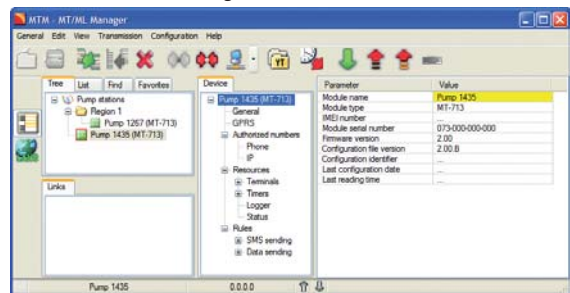 MTM - MT/ML Manager
General Edit View Transmission Configuration Help
YT
Tree List Find Favorites
Pump stations
Region 1
Pump 1267 (MT-713)
Pump 1435 (MT-713)
Links
Device
Pump 1435 (MT-713)
General
GPRS
Authorized numbers
Phone
IP
Resources
Terminals
Timers
Logger
Status
Rules
SMS sending
Data sending
Parameter Value
Module name Pump 1435
Module type MT-713
IMEI number ...
Module serial number 073-000-000-000
Firmware version 2.00
Configuration file version 2.00.B
Configuration identifier ...
Last configuration date ...
Last reading time ...
Pump 1435 0.0.0.0